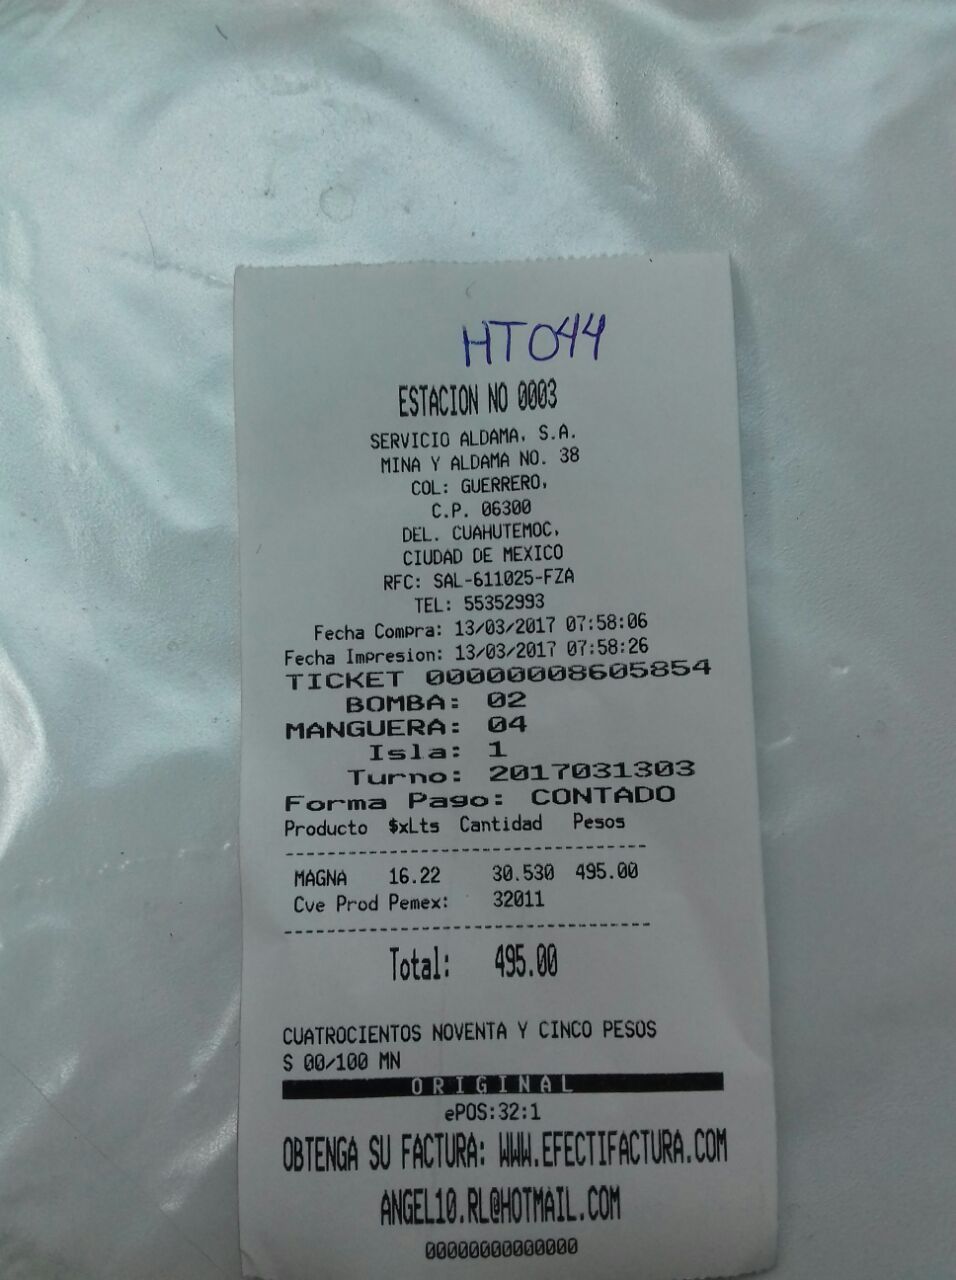 HT044
ESTACION NO 0003
SERVICIO ALDAMA, S.A.
MINA Y ALDAMA NO. 38
COL: GUERRERO,
C.P. 06300
DEL. CUAHUTEMOC,
CIUDAD DE MEXICO
RFC: SAL-611025-FZA
TEL: 55352993
Fecha Compra: 13/03/2017 07:58:06
Fecha Impresion: 13/03/2017 07:58:26
TICKET 00000008605854
BOMBA: 02
MANGUERA: 04
Isla: 1
Turno: 2017031303
Forma Pago: CONTADO
Producto $xLts Cantidad Pesos
MAGNA 16.22 30.530 495.00
Cve Prod Pemex: 32011
Total: 495.00
CUATROCIENTOS NOVENTA Y CINCO PESOS
$ 00/100 MN
ORIGINAL
ePOS:32:1
OBTENGA SU FACTURA: WWW.EFECTIFACTURA.COM
ANGEL10.RL@HOTMAIL.COM
00000000000000